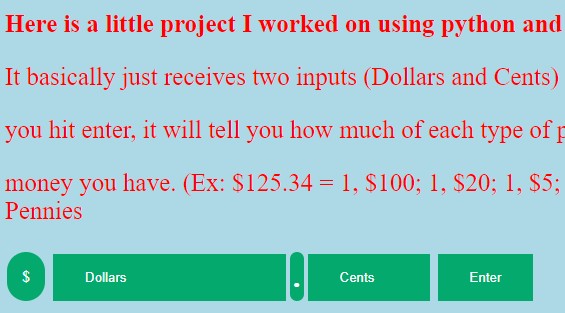 Here is a little project I worked on using python and
It basically just receives two inputs (Dollars and Cents)
you hit enter, it will tell you how much of each type of
money you have. (Ex: $125.34 = 1, $100; 1, $20; 1, $5;
Pennies
$ Dollars . Cents Enter